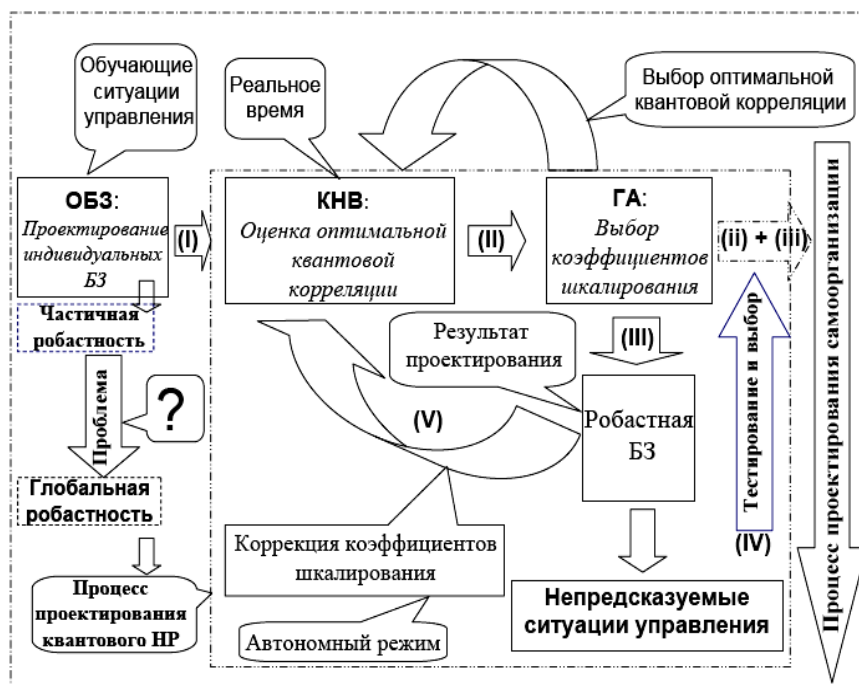 Обучающие
ситуации
управления
Реальное
время
Выбор оптимальной
квантовой корреляции
ОБЗ:
Проектирование
индивидуальных
БЗ
(I)
КНВ:
Оценка оптимальной
квантовой
корреляции
(II)
ГА:
Выбор
коэффициентов
шкалирования
(ii) + (iii)
Частичная
робастность
Проблема
?
Глобальная
робастность
Процесс
проектирования
квантового НР
Результат
проектирования
(III)
(V)
Робастная
БЗ
Тестирование и выбор
(IV)
Процесс проектирования самоорганизации
Коррекция коэффициентов
шкалирования
Автономный режим
Непредсказуемые
ситуации управления